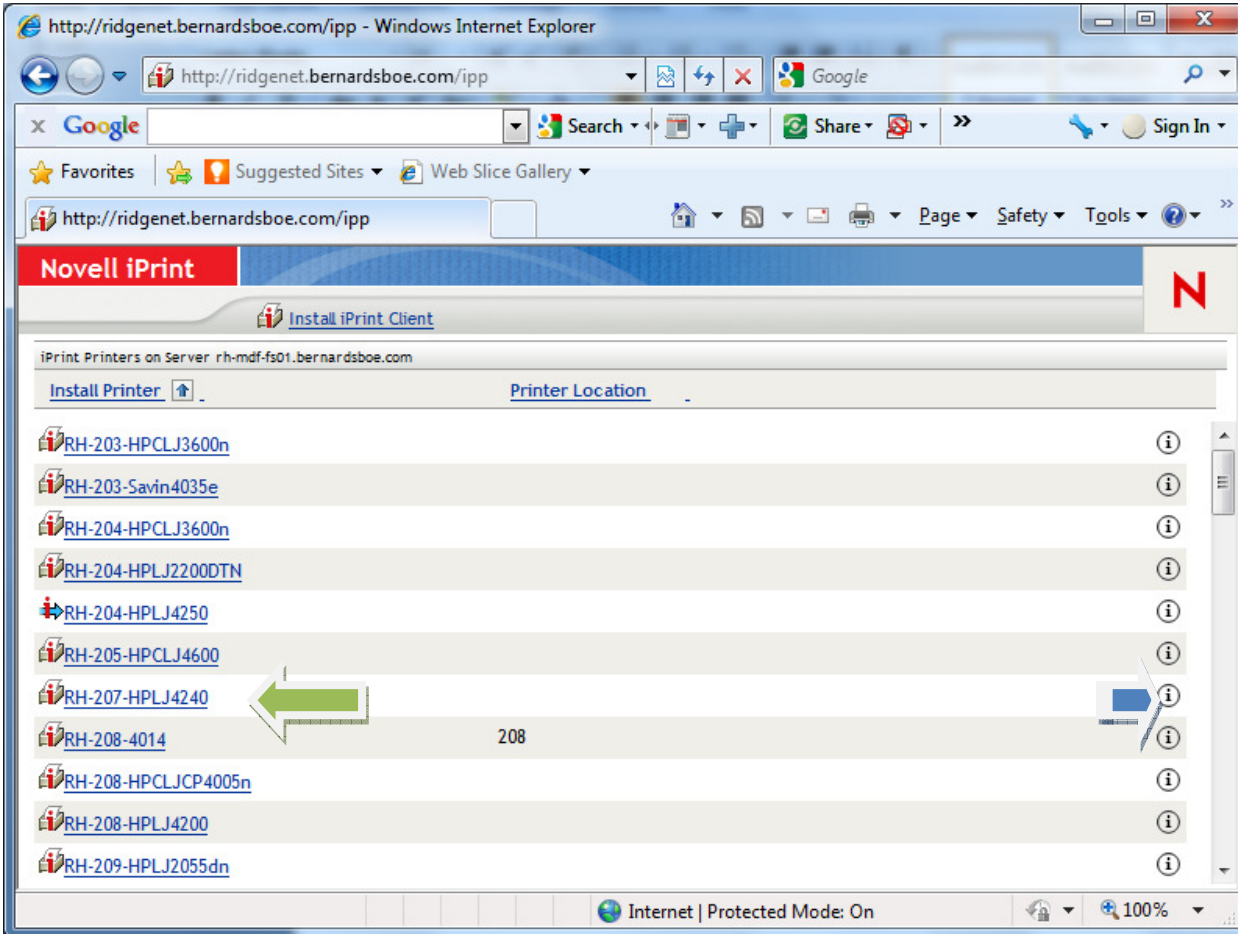 http://ridgenet.bernardsboe.com/ipp - Windows Internet Explorer
http://ridgenet.bernardsboe.com/ipp
Google
x Google Search Share >> Sign In
Favorites Suggested Sites Web Slice Gallery
http://ridgenet.bernardsboe.com/ipp Page Safety Tools >>
Novell iPrint N
Install iPrint Client
iPrint Printers on Server rh-mdf-fs01.bernardsboe.com
Install Printer Printer Location
RH-203-HPCLJ3600n
RH-203-Savin4035e
RH-204-HPCLJ3600n
RH-204-HPLJ2200DTN
RH-204-HPLJ4250
RH-205-HPCLJ4600
RH-207-HPLJ4240
RH-208-4014 208
RH-208-HPCLJCP4005n
RH-208-HPLJ4200
RH-209-HPLJ2055dn
Internet | Protected Mode: On 100%